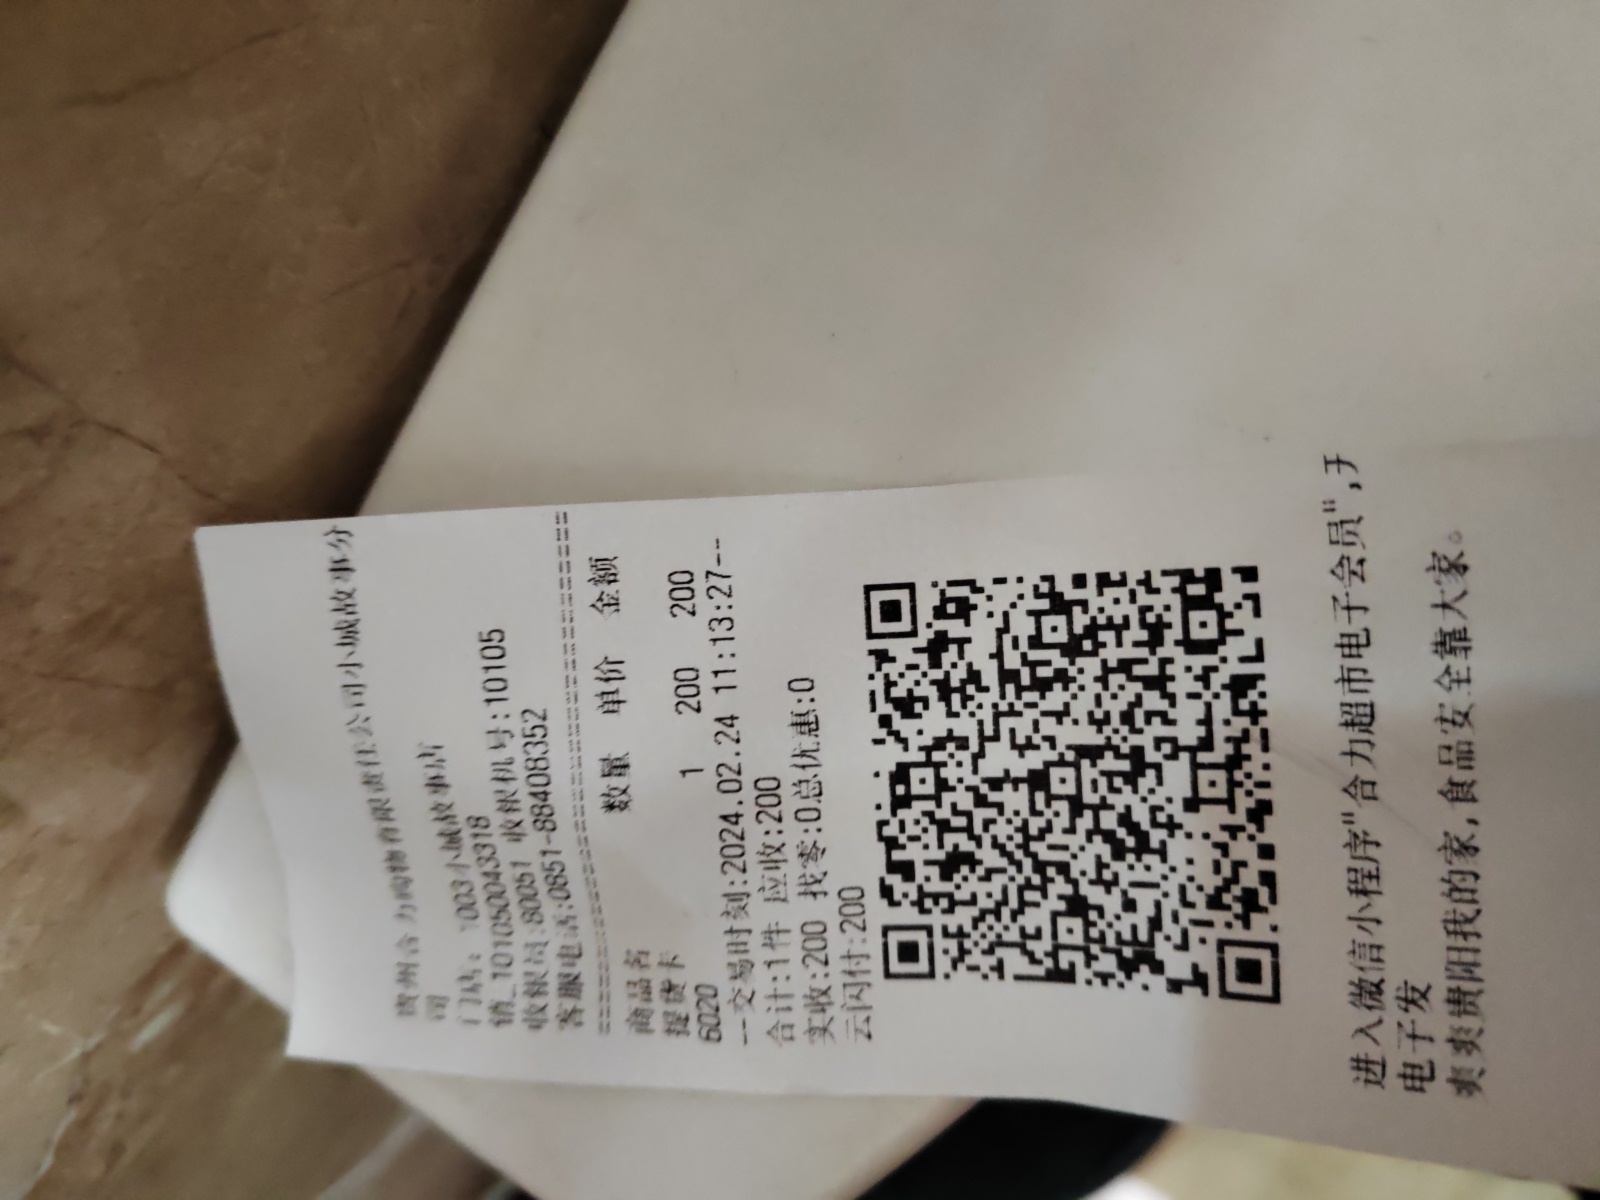 贵州合力购物有限责任公司小城故事分
司
门店: 1003小城故事店
销_101050043318
收银员:80051 收银机号:10105
客服电话:0851-88408352
商品名 数量 单价 金额
提货卡
6020 1 200 200
—交易时刻:2024.02.24 11:13:27--
合计:1件 应收:200
实收:200 找零:0总优惠:0
云闪付:200
进入微信小程序"合力超市电子会员",开
电子发
爽爽贵阳我的家,食品安全靠大家。